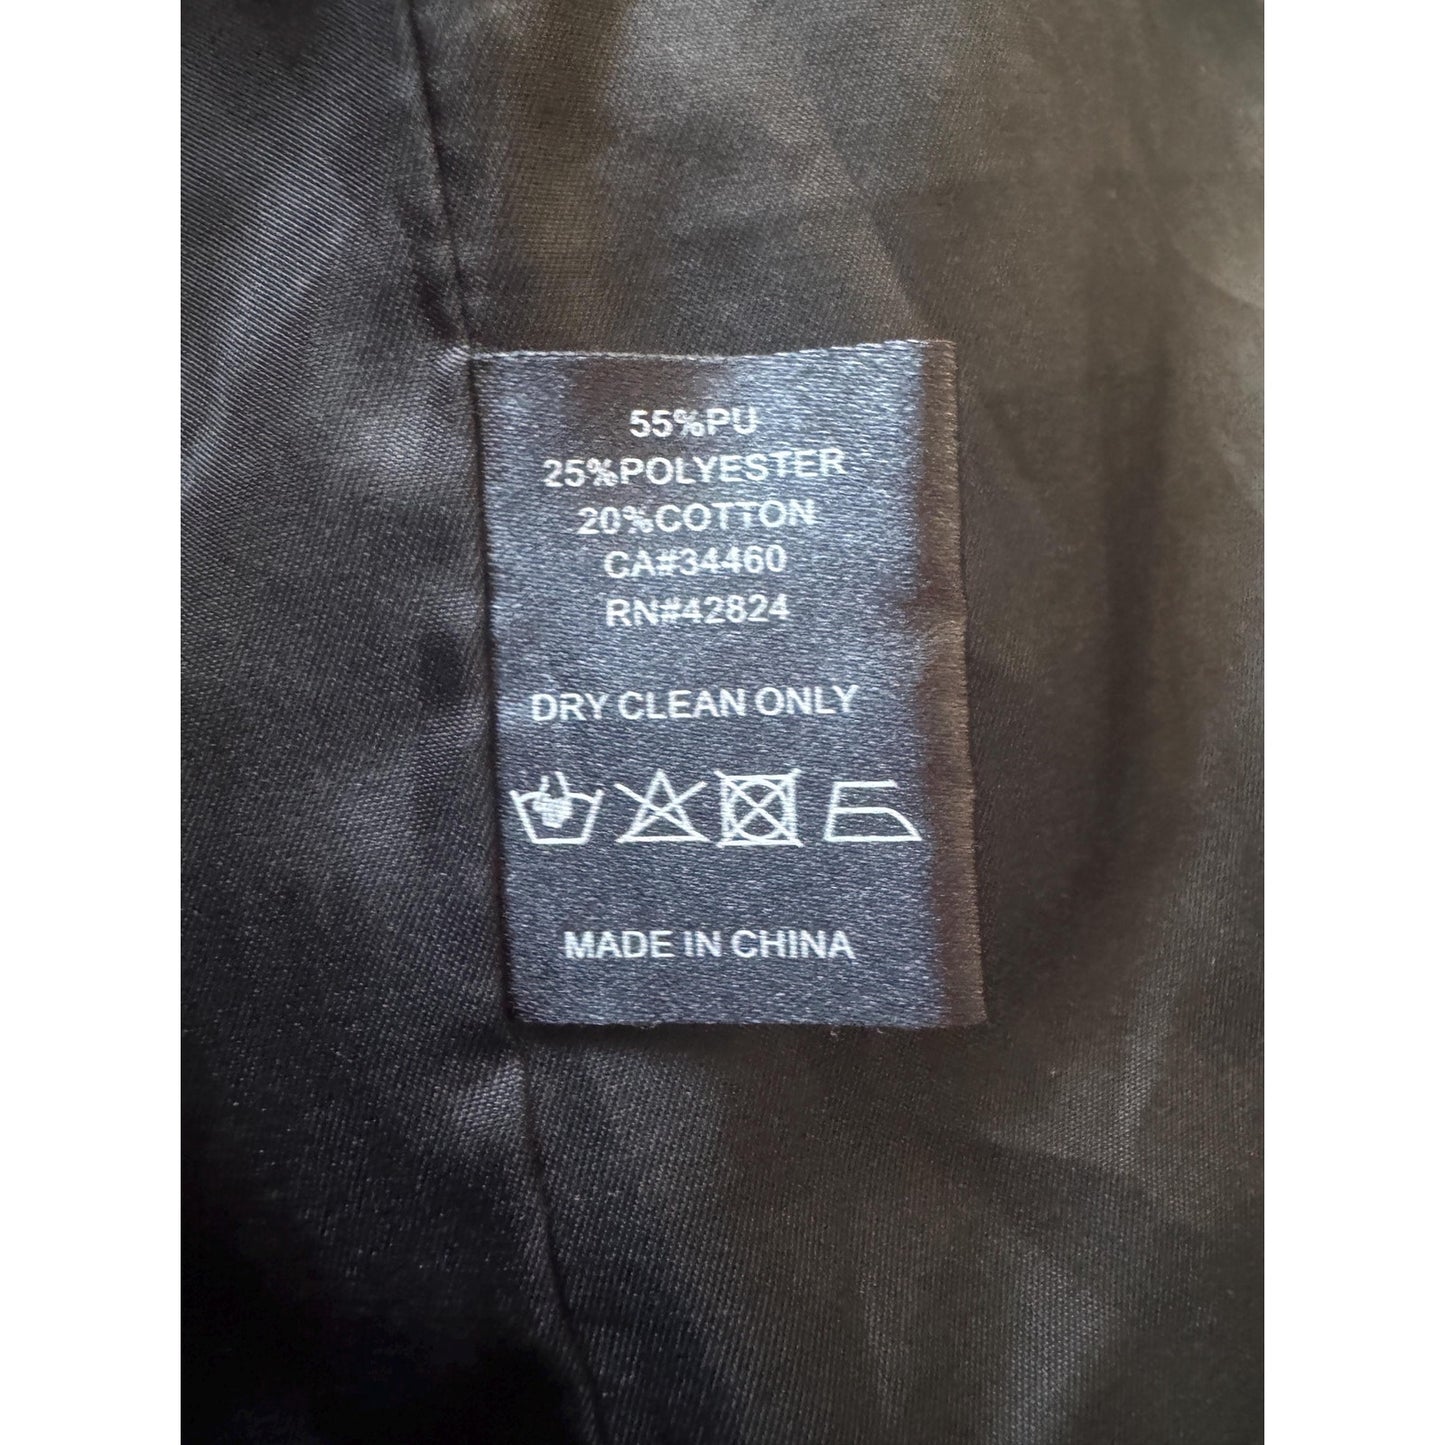 55%PU
25%POLYESTER
20%COTTON
CA#34460
RN#42824
DRY CLEAN ONLY
MADE IN CHINA